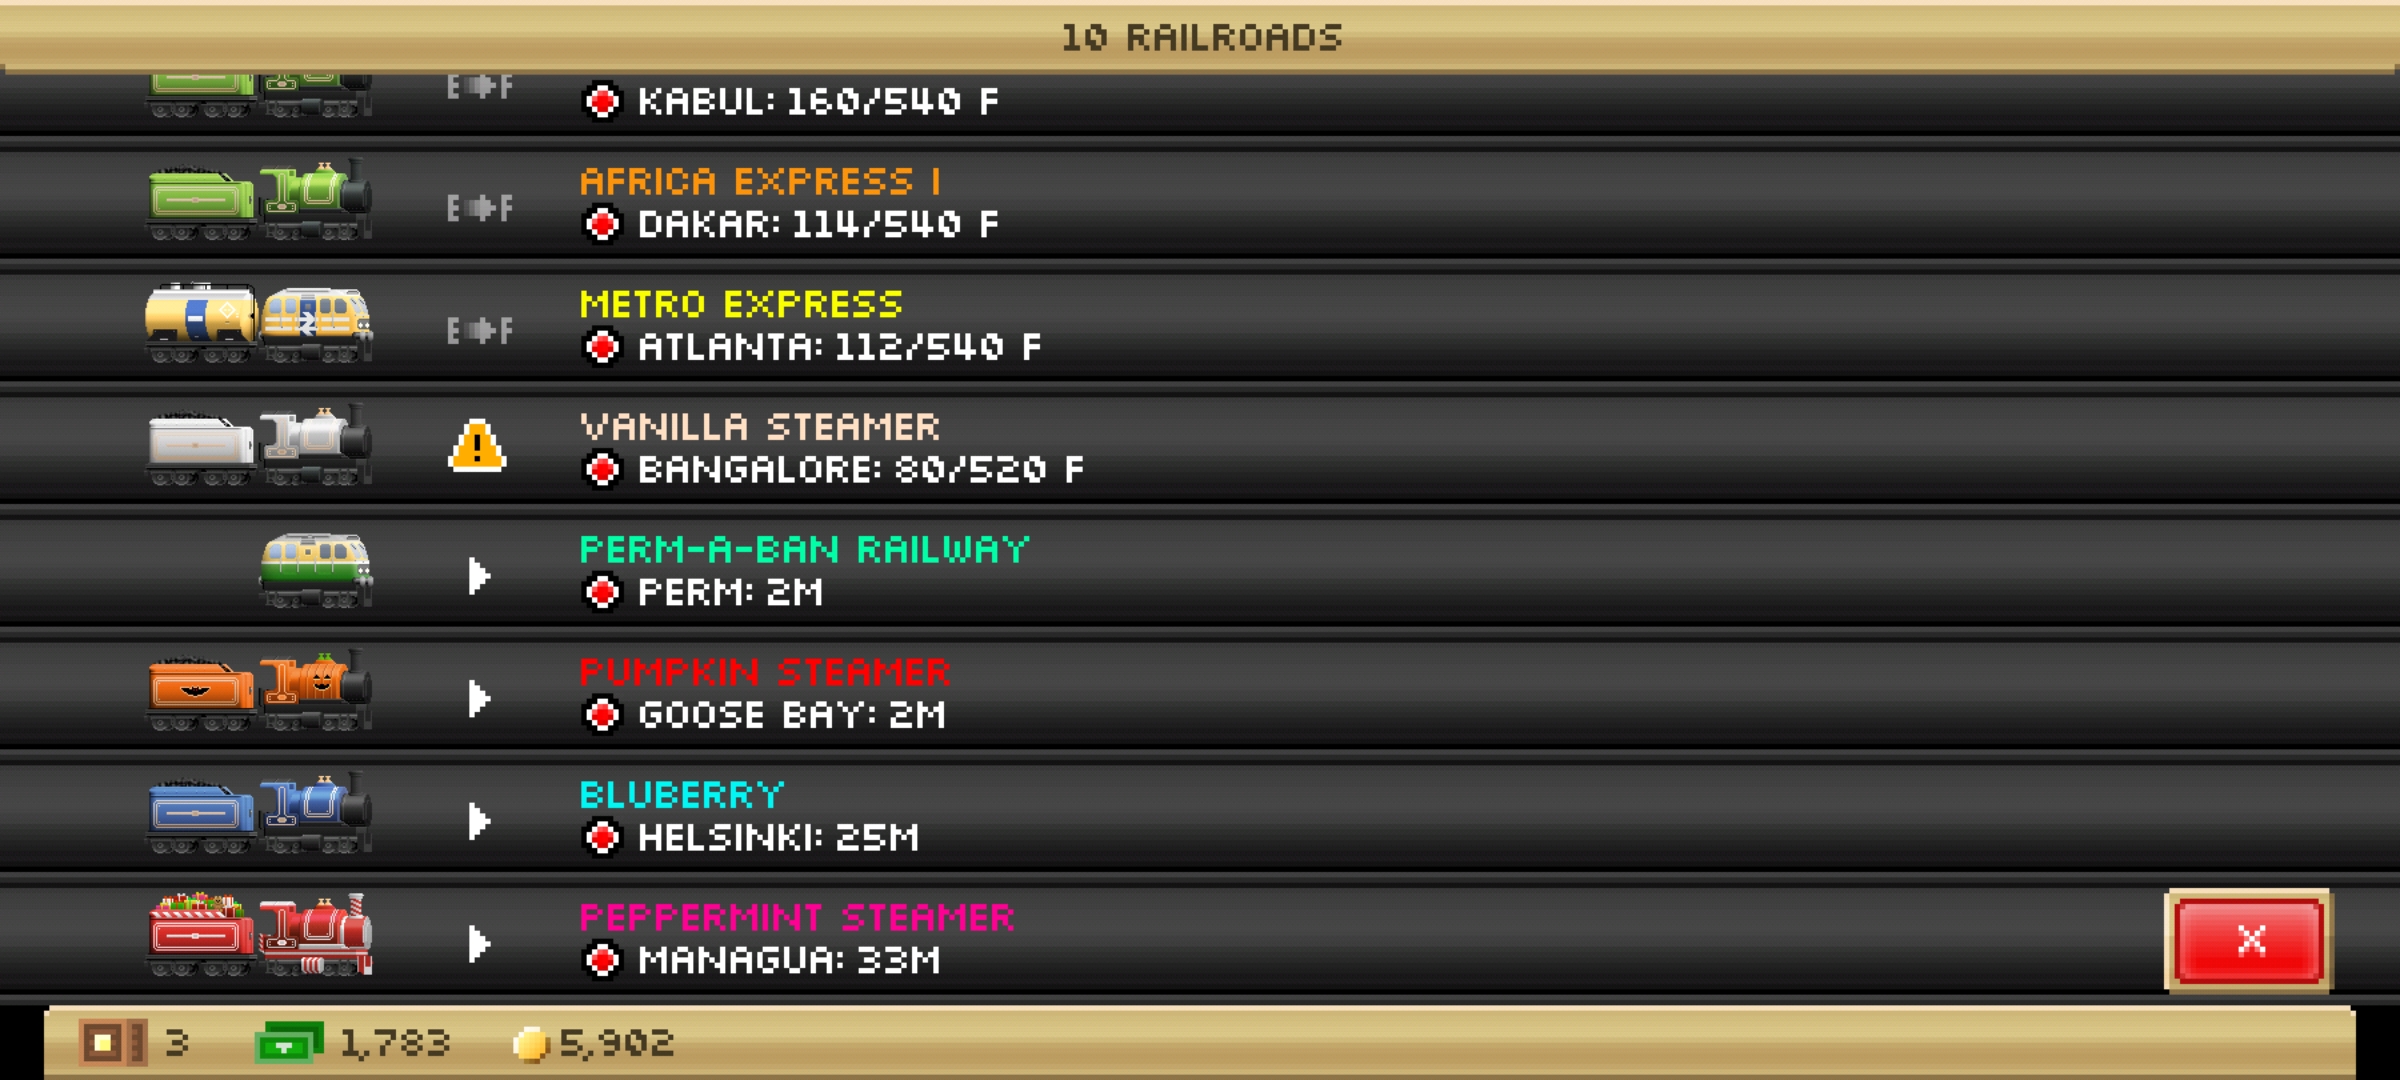 10 RAILROADS
E F
KABUL: 160/540 F
AFRICA EXPRESS I
E F
DAKAR: 114/540 F
METRO EXPRESS
E F
ATLANTA: 112/540 F
VANILLA STEAMER
!
BANGALORE: 80/520 F
PERM-A-BAN RAILWAY
PERM: 2M
PUMPKIN STEAMER
GOOSE BAY: 2M
BLUBERRY
HELSINKI: 25M
PEPPERMINT STEAMER
MANAGUA: 33M
X
3 1,783 5,902